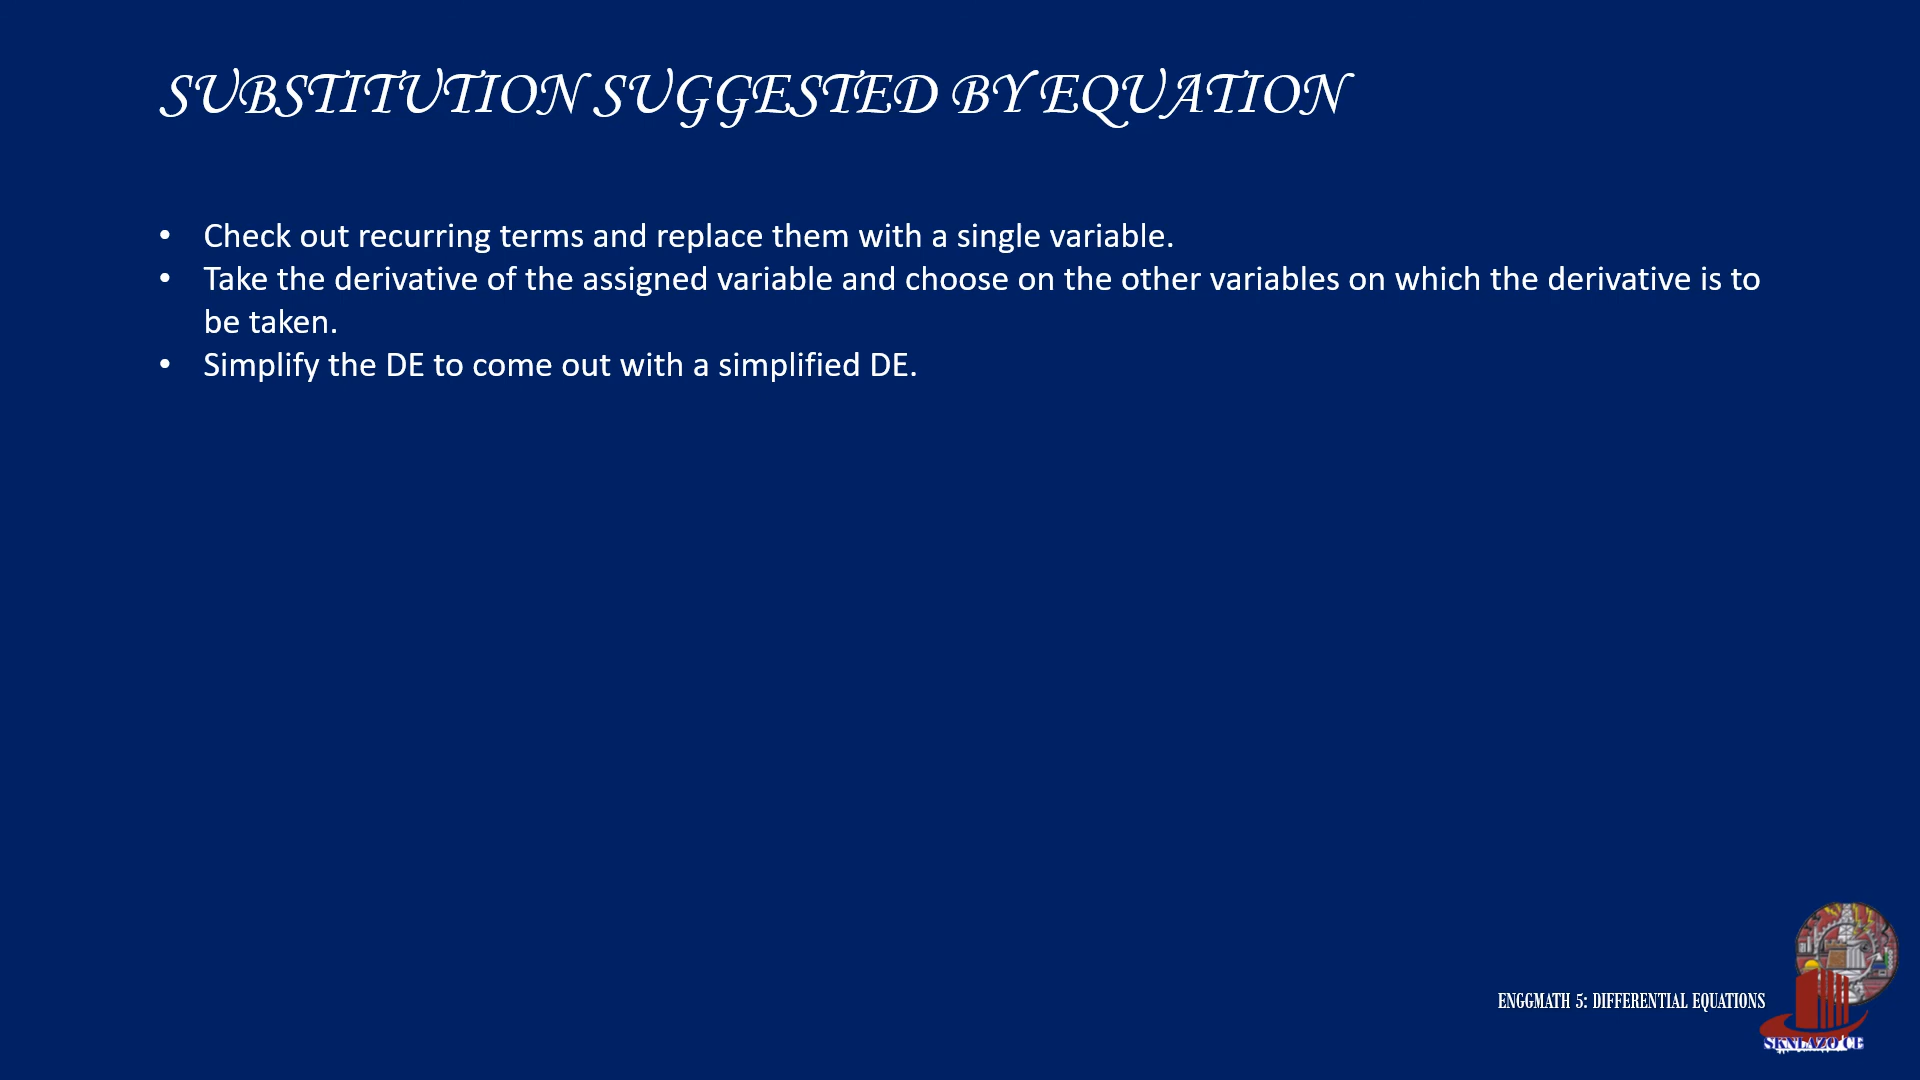 SUBSTITUTION SUGGESTED BY EQUATION
• Check out recurring terms and replace them with a single variable.
• Take the derivative of the assigned variable and choose on the other variables on which the derivative is to
be taken.
• Simplify the DE to come out with a simplified DE.
ENGGMATH 5: DIFFERENTIAL EQUATIONS
SKNLAZO CE